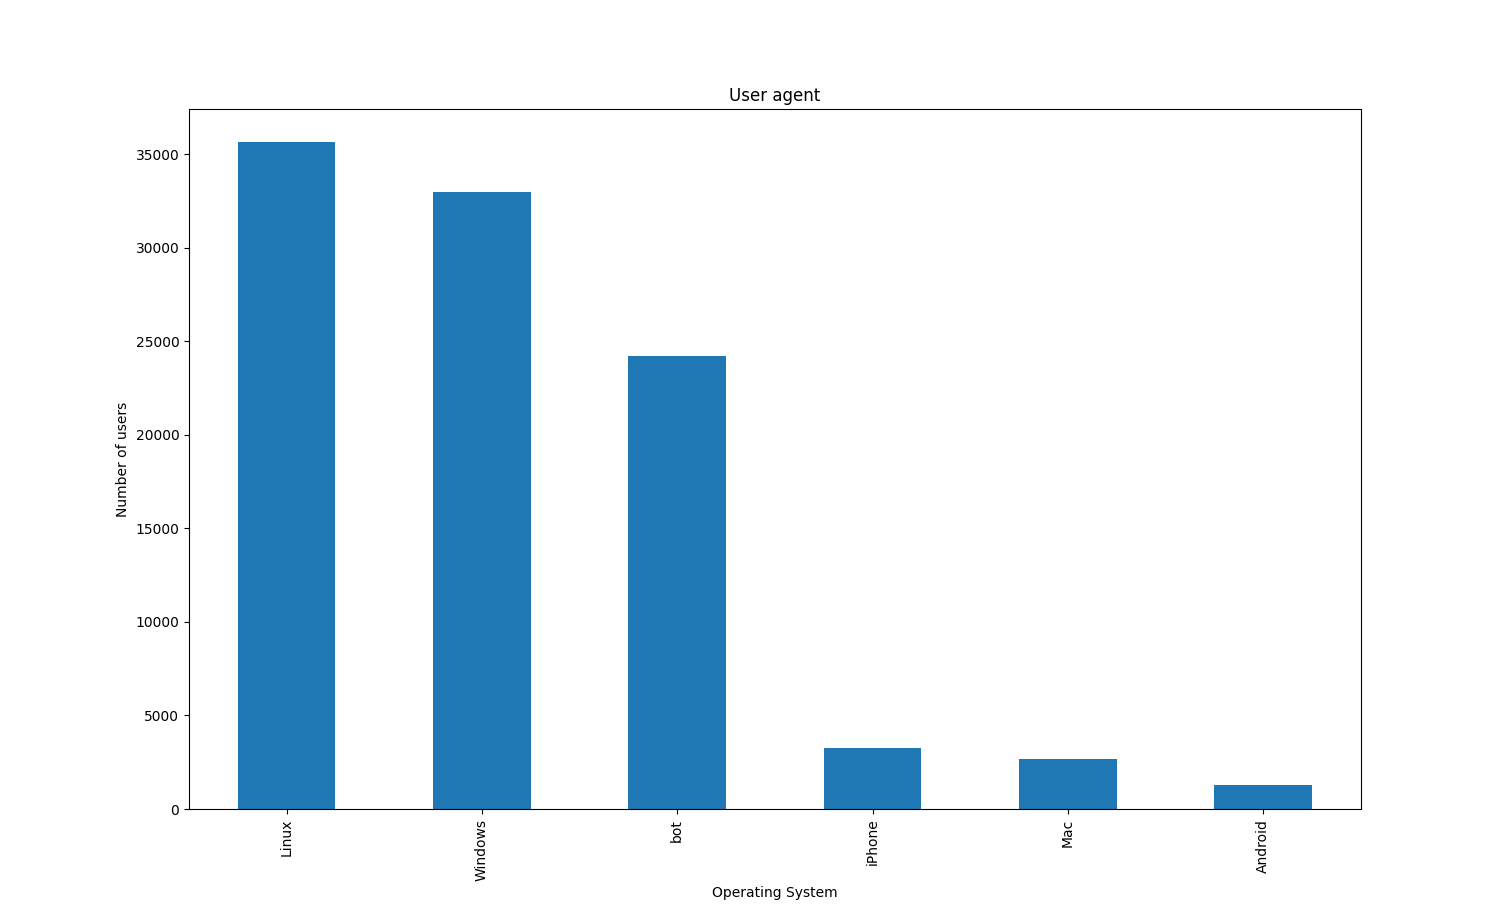 User agent
35000
30000
25000
20000
15000
10000
5000
0
Number of users
Linux
Windows
bot
iPhone
Mac
Android
Operating System